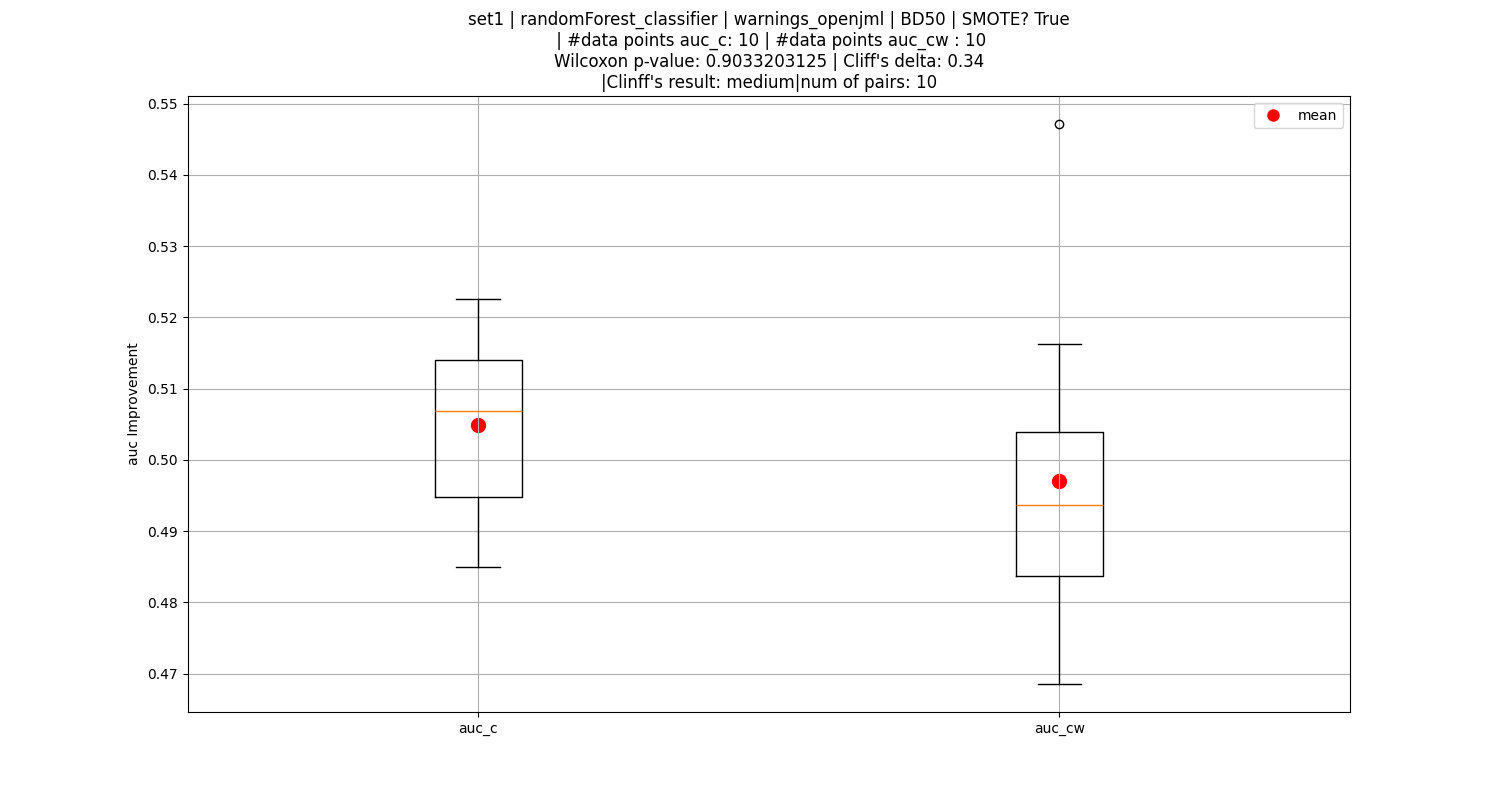 set1 | randomForest_classifier | warnings_openjml | BD50 | SMOTE? True
| #data points auc_c: 10 | #data points auc_cw : 10
Wilcoxon p-value: 0.9033203125 | Cliff's delta: 0.34
|Clinff's result: medium|num of pairs: 10
mean
0.55
0.54
0.53
0.52
0.51
0.50
0.49
0.48
0.47
auc Improvement
auc_c
auc_cw